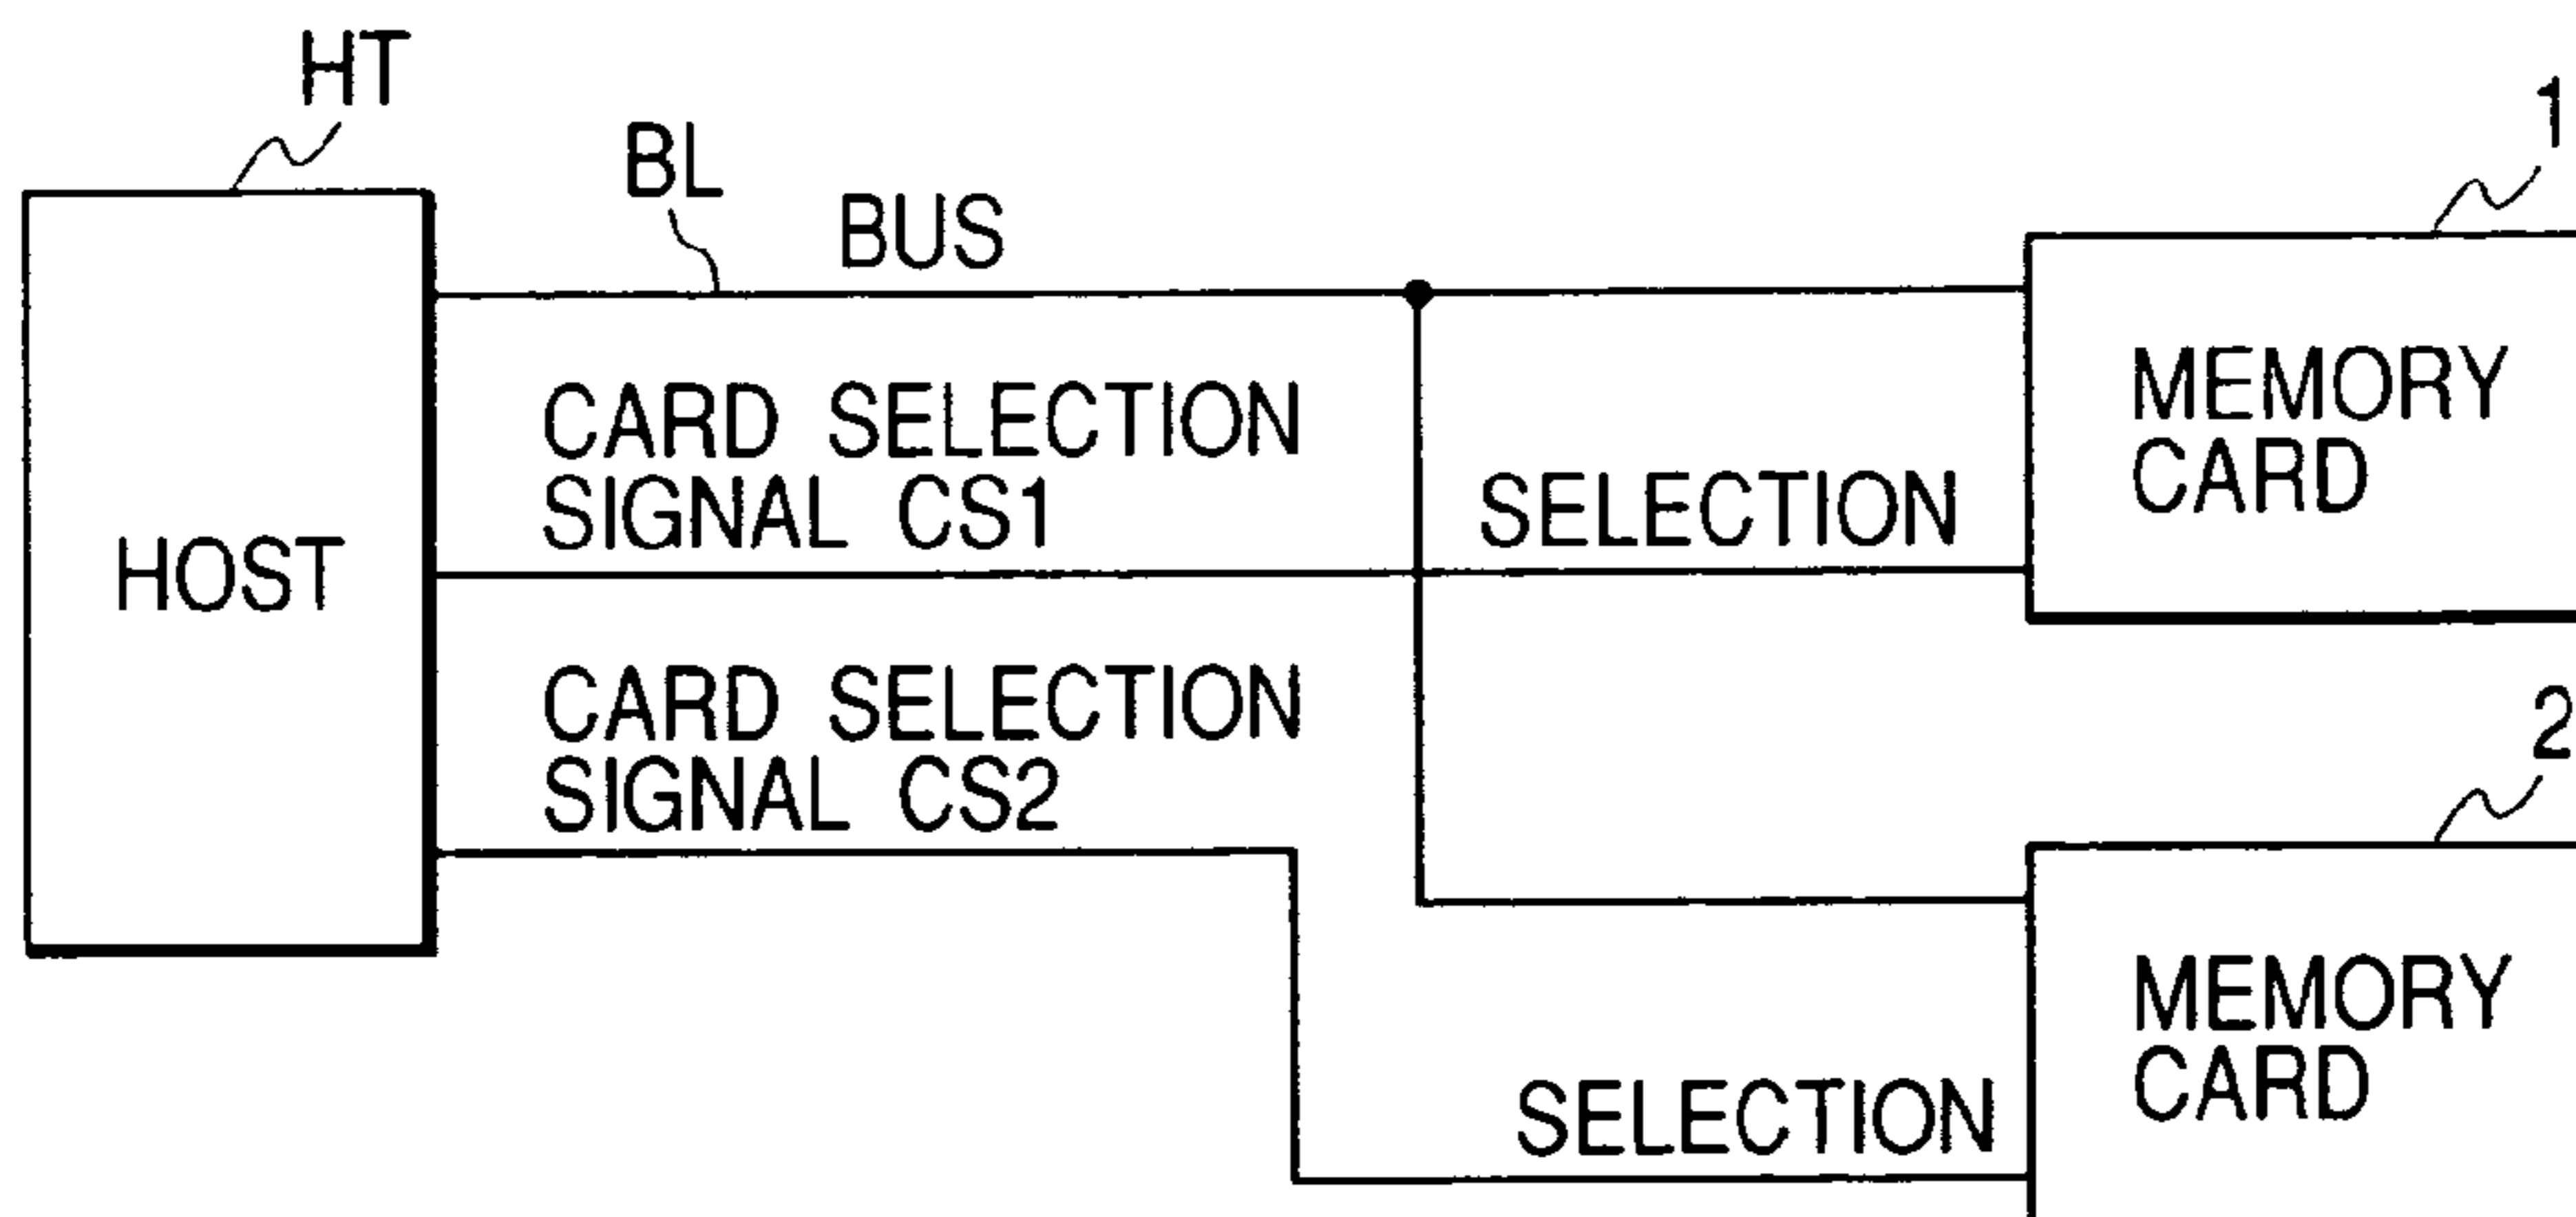 HT
BL
BUS
1
CARD SELECTION
SIGNAL CS1
SELECTION
MEMORY
CARD
HOST
CARD SELECTION
SIGNAL CS2
2
MEMORY
CARD
SELECTION